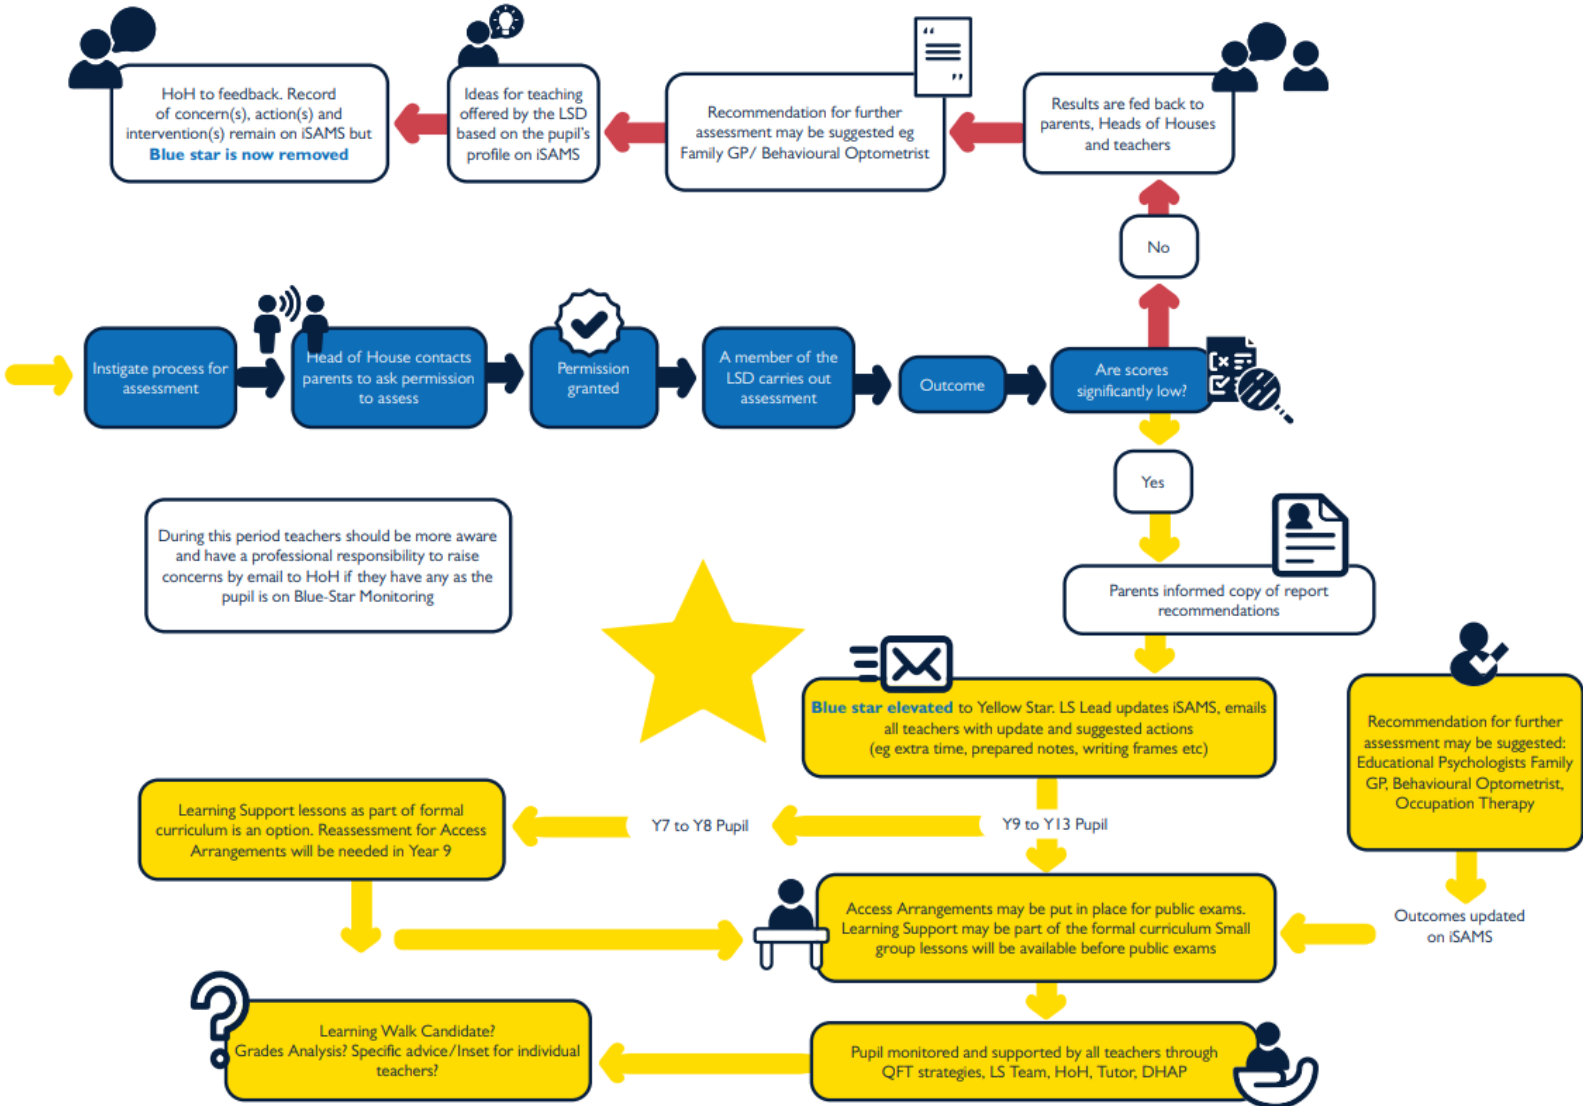 HoH to feedback. Record
of concern(s), action(s) and
intervention(s) remain on iSAMS but
Blue star is now removed
Ideas for teaching
offered by the LSD
based on the pupil's
profile on iSAMS
Recommendation for further
assessment may be suggested eg
Family GP/ Behavioural Optometrist
Results are fed back to
parents, Heads of Houses
and teachers
No
Instigate process for
assessment
Head of House contacts
parents to ask permission
to assess
Permission
granted
A member of the
LSD carries out
assessment
Outcome
Are scores
significantly low?
Yes
During this period teachers should be more aware
and have a professional responsibility to raise
concerns by email to HoH if they have any as the
pupil is on Blue-Star Monitoring
Parents informed copy of report
recommendations
Blue star elevated to Yellow Star. LS Lead updates iSAMS, emails
all teachers with update and suggested actions
(eg extra time, prepared notes, writing frames etc)
Recommendation for further
assessment may be suggested:
Educational Psychologists Family
GP, Behavioural Optometrist,
Occupation Therapy
Learning Support lessons as part of formal
curriculum is an option. Reassessment for Access
Arrangements will be needed in Year 9
Y7 to Y8 Pupil
Y9 to Y13 Pupil
Access Arrangements may be put in place for public exams.
Learning Support may be part of the formal curriculum Small
group lessons will be available before public exams
Outcomes updated
on iSAMS
Learning Walk Candidate?
Grades Analysis? Specific advice/Inset for individual
teachers?
Pupil monitored and supported by all teachers through
QFT strategies, LS Team, HoH, Tutor, DHAP